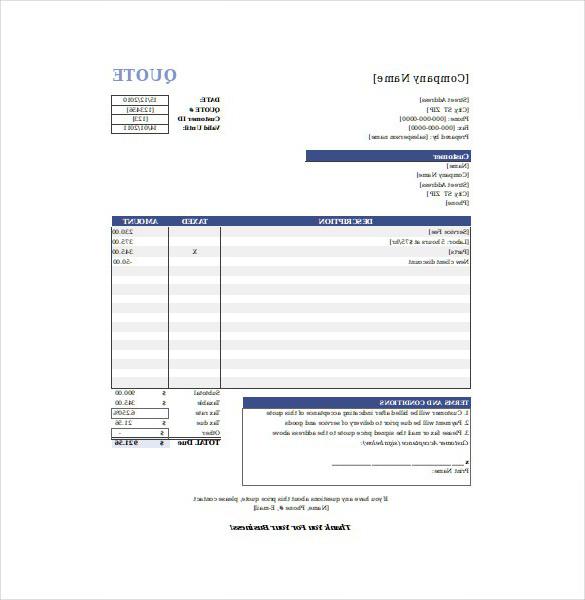 [Company Name] QUOTE
[Street Address] DATE: 15/12/2010
[City, ST ZIP] QUOTE # [123456]
Phone: [000-000-0000] Customer ID [123]
Fax: [000-000-0000] Valid Until: 14/01/2011
Prepared by: [salesperson name]
Customer
[Name]
[Company Name]
[Street Address]
[City, ST ZIP]
[Phone]
DESCRIPTION TAXED AMOUNT
[Service Fee] 230.00
[Labor: 5 hours at $75/hr] 375.00
[Parts] X 345.00
New client discount -50.00
Subtotal $ 900.00
TERMS AND CONDITIONS Taxable 345.00
1. Customer will be billed after indicating acceptance of this quote Tax rate 6.250%
2. Payment will be due prior to delivery of service and goods Tax due $ 21.56
3. Please fax or mail the signed price quote to the address above Other $ -
Customer Acceptance (sign below): TOTAL Due $ 921.56
x
Print Name:
If you have any questions about this price quote, please contact
[Name, Phone #, E-mail]
Thank You For Your Business!